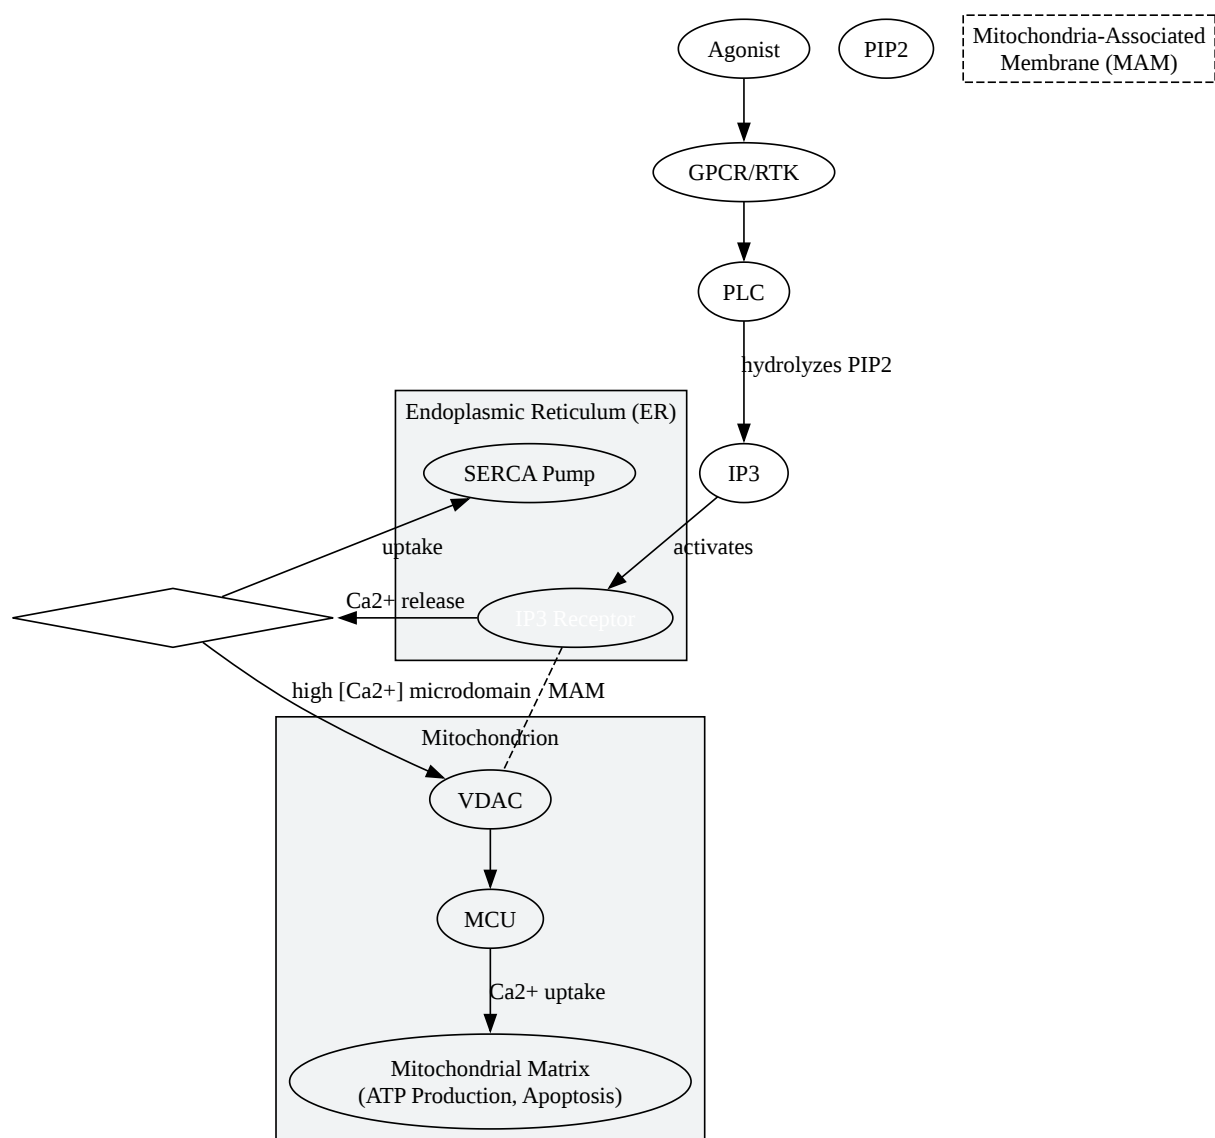 Agonist
PIP2
Mitochondria-Associated
Membrane (MAM)
GPCR/RTK
PLC
hydrolyzes PIP2
Endoplasmic Reticulum (ER)
SERCA Pump
IP3
uptake
activates
Ca2+ release
IP3 Receptor
high [Ca2+] microdomain
MAM
Mitochondrion
VDAC
MCU
Ca2+ uptake
Mitochondrial Matrix
(ATP Production, Apoptosis)